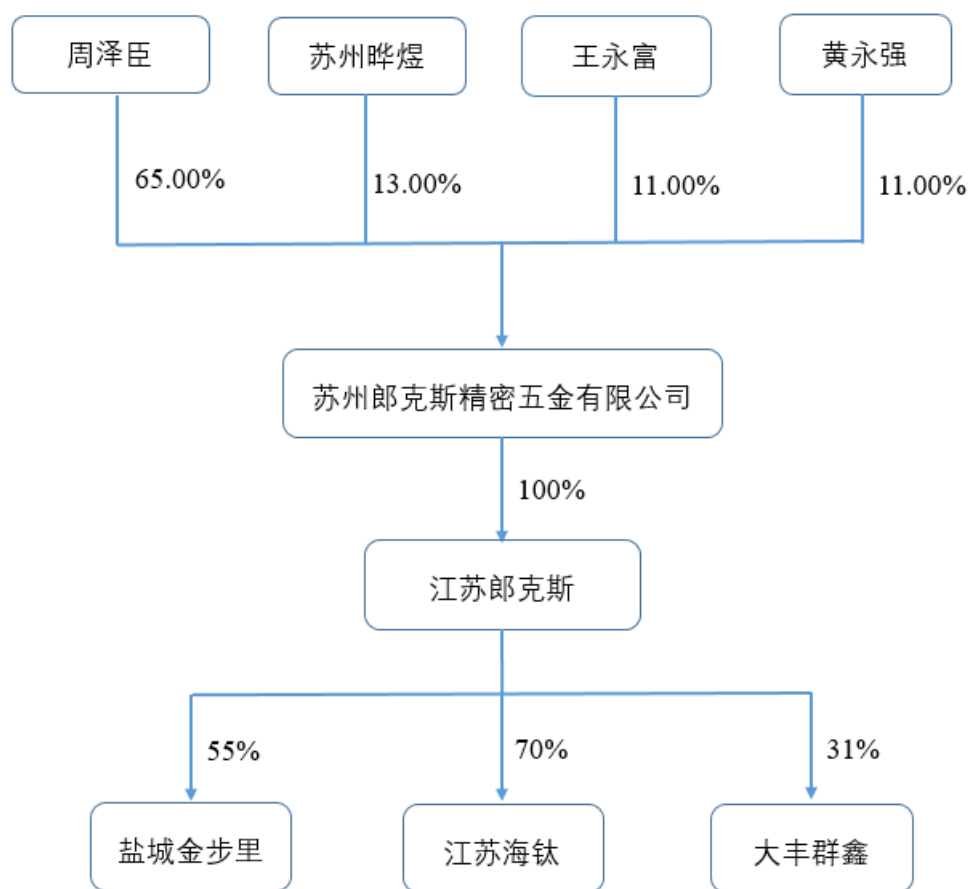 周泽臣
苏州晔煜
王永富
黄永强
65.00%
13.00%
11.00%
11.00%
苏州郎克斯精密五金有限公司
100%
江苏郎克斯
55%
70%
31%
盐城金步里
江苏海钛
大丰群鑫